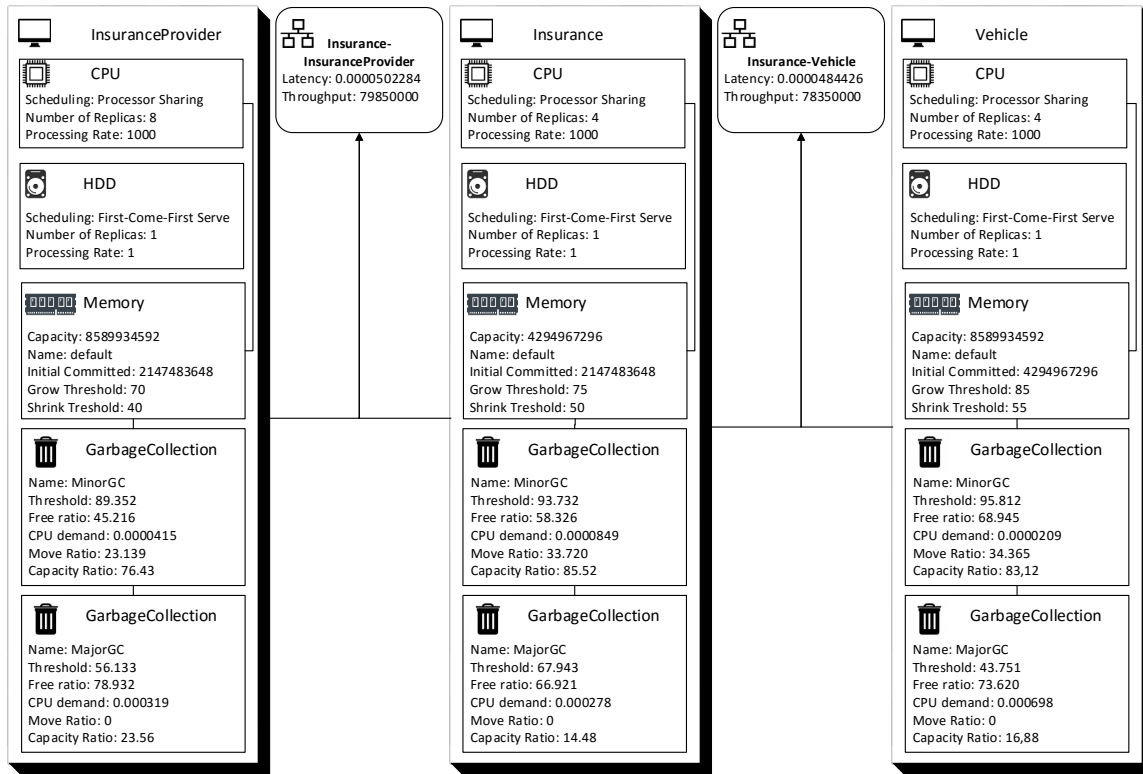 InsuranceProvider
CPU
Scheduling: Processor Sharing
Number of Replicas: 8
Processing Rate: 1000
HDD
Scheduling: First-Come-First Serve
Number of Replicas: 1
Processing Rate: 1
Memory
Capacity: 8589934592
Name: default
Initial Committed: 2147483648
Grow Threshold: 70
Shrink Treshold: 40
GarbageCollection
Name: MinorGC
Threshold: 89.352
Free ratio: 45.216
CPU demand: 0.0000415
Move Ratio: 23.139
Capacity Ratio: 76.43
GarbageCollection
Name: MajorGC
Threshold: 56.133
Free ratio: 78.932
CPU demand: 0.000319
Move Ratio: 0
Capacity Ratio: 23.56
Insurance-
InsuranceProvider
Latency: 0.0000502284
Throughput: 79850000
Insurance
CPU
Scheduling: Processor Sharing
Number of Replicas: 4
Processing Rate: 1000
HDD
Scheduling: First-Come-First Serve
Number of Replicas: 1
Processing Rate: 1
Memory
Capacity: 4294967296
Name: default
Initial Committed: 2147483648
Grow Threshold: 75
Shrink Treshold: 50
GarbageCollection
Name: MinorGC
Threshold: 93.732
Free ratio: 58.326
CPU demand: 0.0000849
Move Ratio: 33.720
Capacity Ratio: 85.52
GarbageCollection
Name: MajorGC
Threshold: 67.943
Free ratio: 66.921
CPU demand: 0.000278
Move Ratio: 0
Capacity Ratio: 14.48
Insurance-Vehicle
Latency: 0.0000484426
Throughput: 78350000
Vehicle
CPU
Scheduling: Processor Sharing
Number of Replicas: 4
Processing Rate: 1000
HDD
Scheduling: First-Come-First Serve
Number of Replicas: 1
Processing Rate: 1
Memory
Capacity: 8589934592
Name: default
Initial Committed: 4294967296
Grow Threshold: 85
Shrink Treshold: 55
GarbageCollection
Name: MinorGC
Threshold: 95.812
Free ratio: 68.945
CPU demand: 0.0000209
Move Ratio: 34.365
Capacity Ratio: 83,12
GarbageCollection
Name: MajorGC
Threshold: 43.751
Free ratio: 73.620
CPU demand: 0.000698
Move Ratio: 0
Capacity Ratio: 16,88